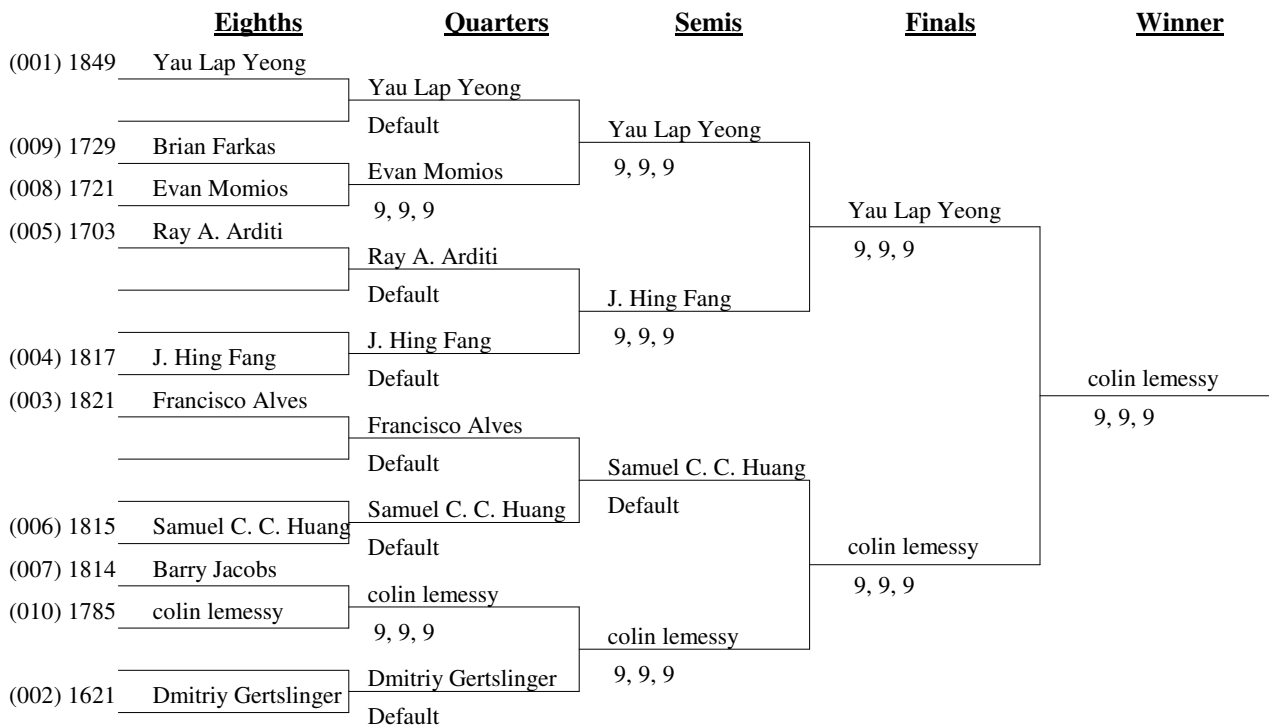 Eighths Quarters Semis Finals Winner
(001) 1849 Yau Lap Yeong
Yau Lap Yeong
Default
Yau Lap Yeong
(009) 1729 Brian Farkas
9, 9, 9
Evan Momios
(008) 1721 Evan Momios
9, 9, 9
Yau Lap Yeong
(005) 1703 Ray A. Arditi
9, 9, 9
Ray A. Arditi
Default
J. Hing Fang
9, 9, 9
J. Hing Fang
(004) 1817 J. Hing Fang
Default
colin lemessy
(003) 1821 Francisco Alves
9, 9, 9
Francisco Alves
Default
Samuel C. C. Huang
Default
Samuel C. C. Huang
(006) 1815 Samuel C. C. Huang
Default
colin lemessy
(007) 1814 Barry Jacobs
9, 9, 9
colin lemessy
(010) 1785 colin lemessy
9, 9, 9
colin lemessy
9, 9, 9
Dmitriy Gertslinger
(002) 1621 Dmitriy Gertslinger
Default